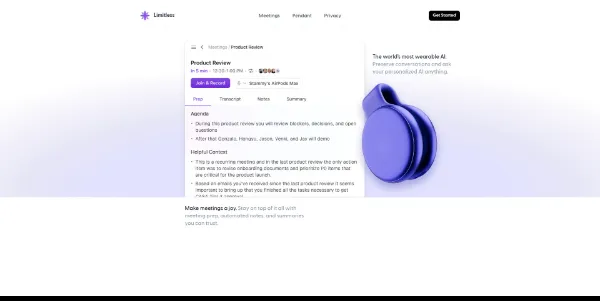 Limitless
Meetings
Pendant
Privacy
Get Started
Meetings Product Review
Product Review
in 5 min · 12:30-1:00 PM
Join & Record
Stammy's AirPods Max
Prep
Transcript
Notes
Summary
Agenda
• During this product review you will review blockers, decisions, and open
questions
• After that Gonzalo, Hengyu, Jason, Venki, and Jay will demo
Helpful Context
• This is a recurring meeting and in the last product review the only action
item was to revise onboarding documents and prioritize P0 items that
are critical for the product launch.
• Based on emails you've received since the last product review it seems
important to bring up that you finished all the tasks necessary to get
The world's most wearable AI.
Preserve conversations and ask
your personalized AI anything.
Make meetings a joy. Stay on top of it all with
meeting prep, automated notes, and summaries
you can trust.